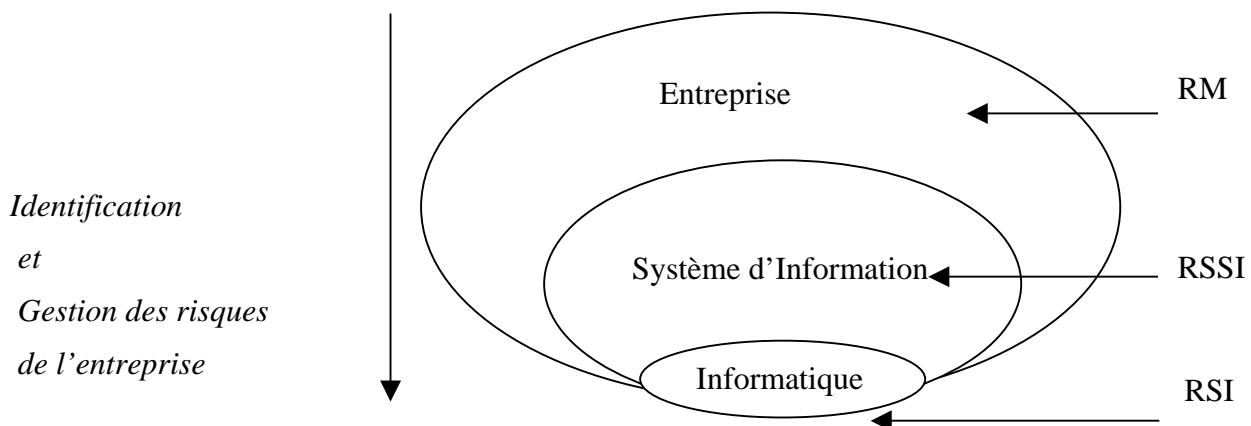 Entreprise
RM
Identification
et
Gestion des risques
de l’entreprise
Système d’Information
RSSI
Informatique
RSI